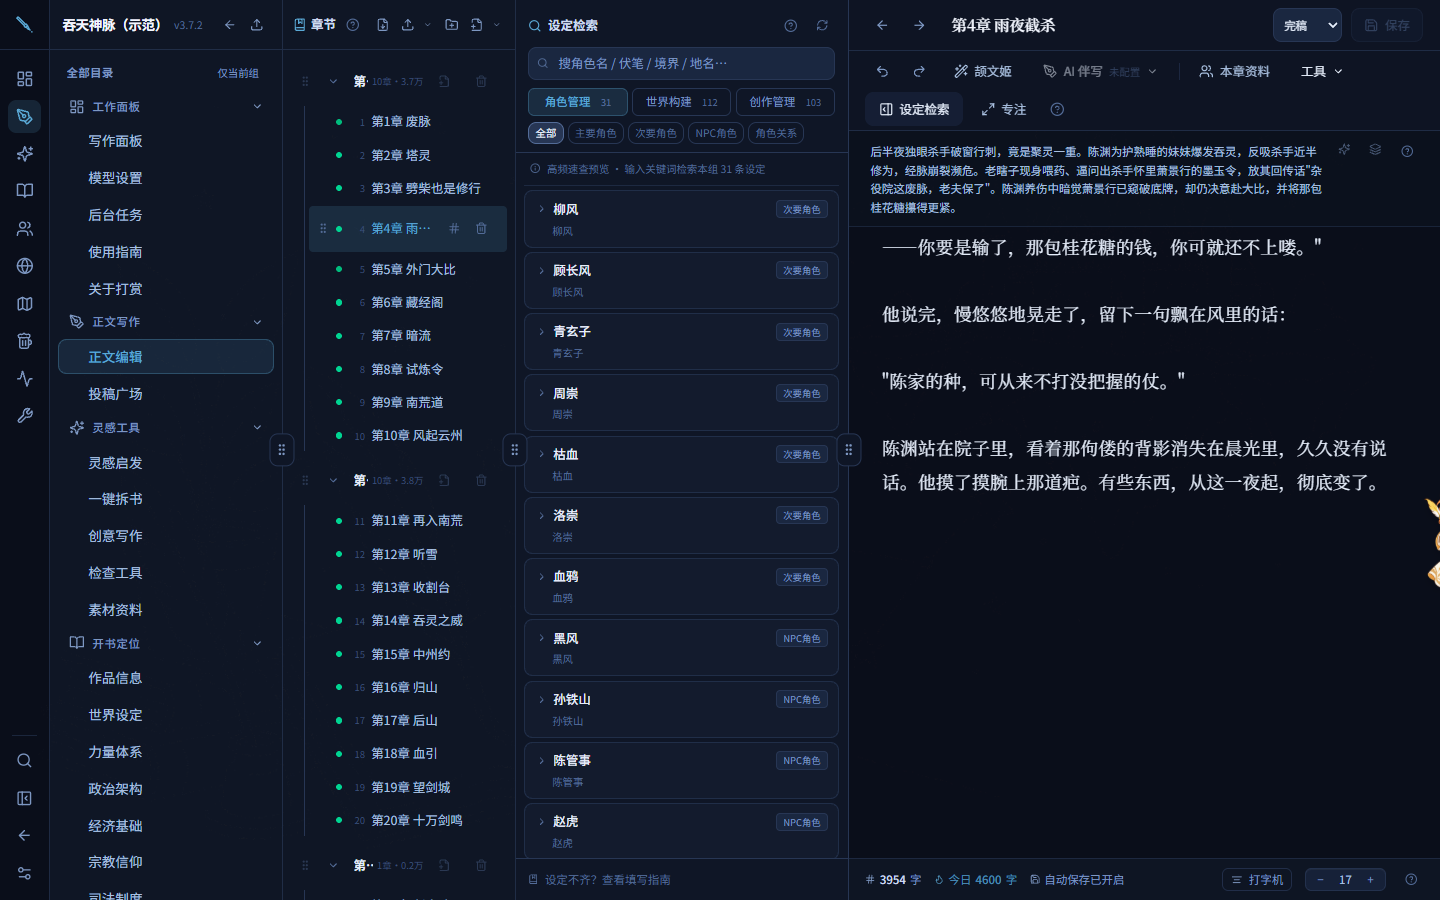 吞天神脉（示范） v3.7.2
全部目录 仅当前组
工作面板
写作面板
模型设置
后台任务
使用指南
关于打赏
正文写作
正文编辑
投稿广场
灵感工具
灵感启发
一键拆书
创意写作
检查工具
素材资料
开书定位
作品信息
世界设定
力量体系
政治架构
经济基础
宗教信仰
司法制度
章节
第· 10章・3.7万
1 第1章 废脉
2 第2章 塔灵
3 第3章 劈柴也是修行
4 第4章 雨…
5 第5章 外门大比
6 第6章 藏经阁
7 第7章 暗流
8 第8章 试炼令
9 第9章 南荒道
10 第10章 风起云州
第· 10章・3.8万
11 第11章 再入南荒
12 第12章 听雪
13 第13章 收割台
14 第14章 吞灵之威
15 第15章 中州约
16 第16章 归山
17 第17章 后山
18 第18章 血引
19 第19章 望剑城
20 第20章 十万剑鸣
第·· 1章・0.2万
设定检索
搜角色名 / 伏笔 / 境界 / 地名…
角色管理 31 世界构建 112 创作管理 103
全部 主要角色 次要角色 NPC角色 角色关系
高频速查预览 · 输入关键词检索本组 31 条设定
柳风 次要角色
柳风
顾长风 次要角色
顾长风
青玄子 次要角色
青玄子
周崇 次要角色
周崇
枯血 次要角色
枯血
洛崇 次要角色
洛崇
血鸦 次要角色
血鸦
黑风 NPC角色
黑风
孙铁山 NPC角色
孙铁山
陈管事 NPC角色
陈管事
赵虎 NPC角色
赵虎
设定不齐？查看填写指南
第4章 雨夜截杀 完稿 保存
颉文姬 AI 伴写 未配置 本章资料 工具
设定检索 专注
后半夜独眼杀手破窗行刺，竟是聚灵一重。陈渊为护熟睡的妹妹爆发吞灵，反吸杀手近半
修为，经脉崩裂濒危。老瞎子现身喂药、逼问出杀手怀里萧景行的墨玉令，放其回传话"杂
役院这废脉，老夫保了"。陈渊养伤中暗觉萧景行已窥破底牌，却仍决意赴大比，并将那包
桂花糖攥得更紧。
——你要是输了，那包桂花糖的钱，你可就还不上喽。"
他说完，慢悠悠地晃走了，留下一句飘在风里的话：
"陈家的种，可从来不打没把握的仗。"
陈渊站在院子里，看着那佝偻的背影消失在晨光里，久久没有说
话。他摸了摸腕上那道疤。有些东西，从这一夜起，彻底变了。
# 3954 字 今日 4600 字 自动保存已开启 打字机 − 17 +